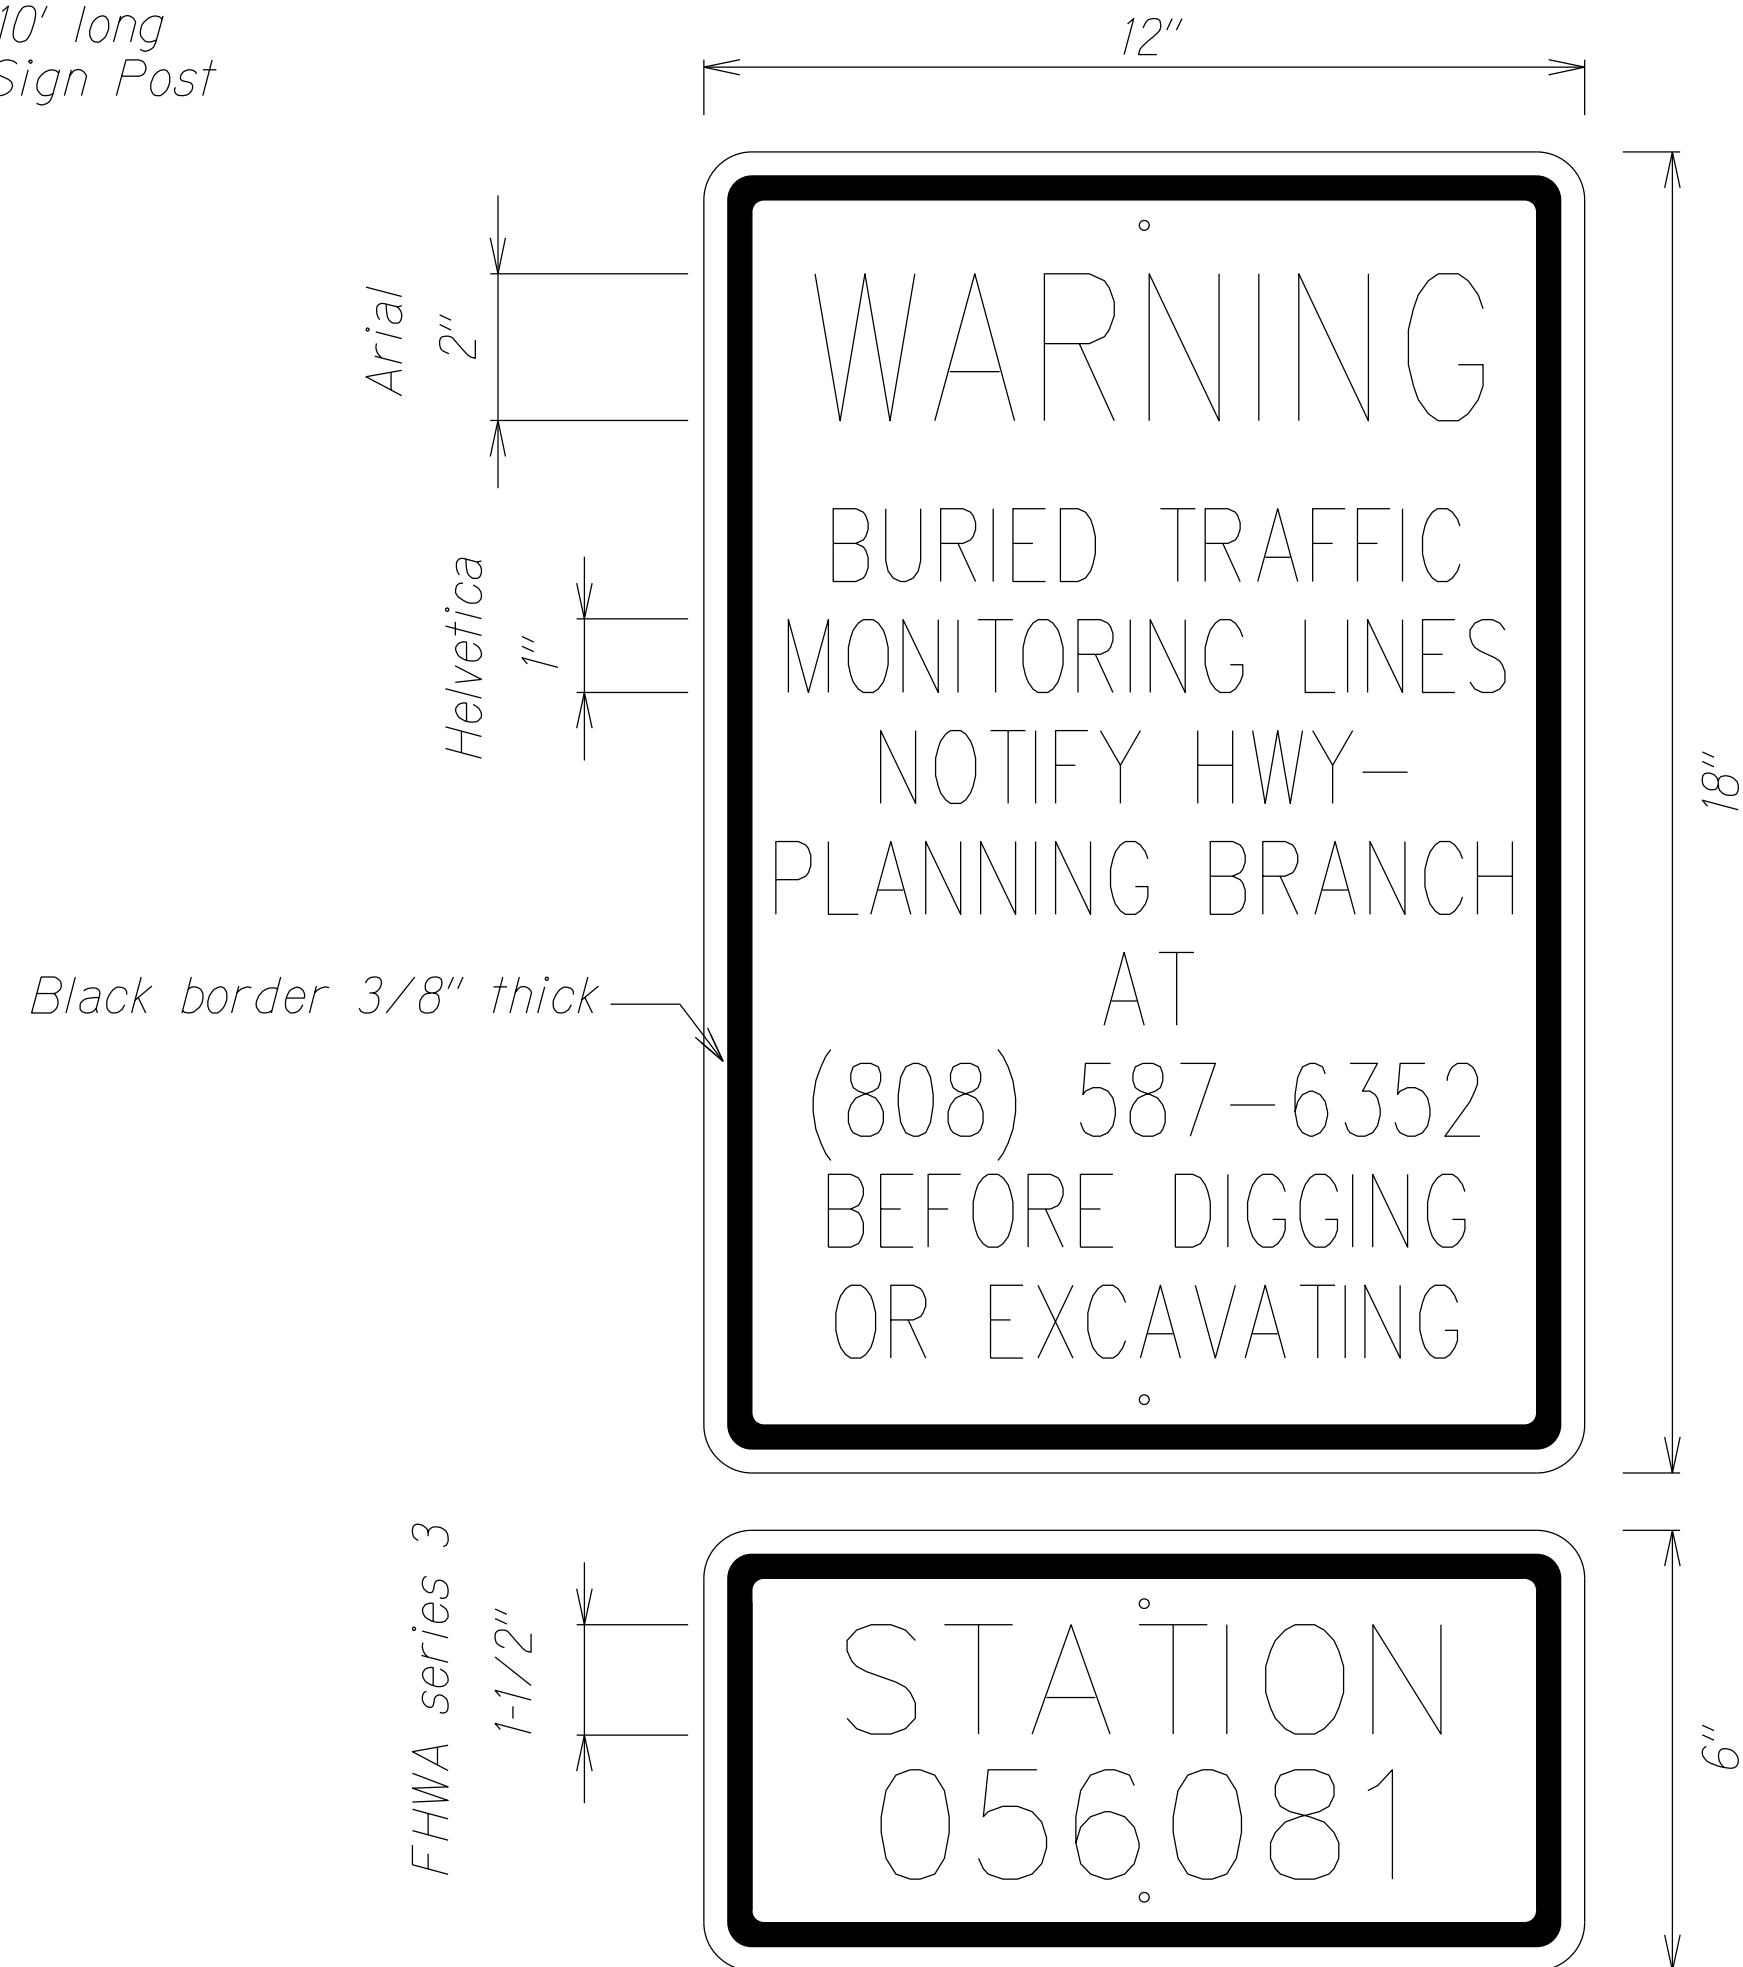 10' long
Sign Post
12"
Arial
2"
WARNING
BURIED TRAFFIC
Helvetica
1"
MONITORING LINES
NOTIFY HWY-
18"
PLANNING BRANCH
AT
Black border 3/8" thick
(808) 587-6352
BEFORE DIGGING
OR EXCAVATING
FHWA series 3
1-1/2"
STATION
6"
056081